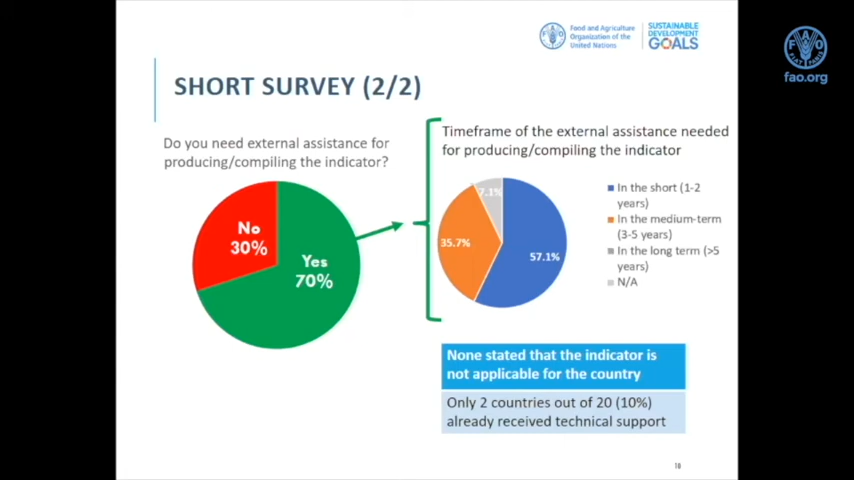 Food and Agriculture
Organization of the
United Nations
SUSTAINABLE
DEVELOPMENT
GOALS
FAO
FIAT PANIS
fao.org
SHORT SURVEY (2/2)
Do you need external assistance for
producing/compiling the indicator?
No
30%
Yes
70%
Timeframe of the external assistance needed
for producing/compiling the indicator
7.1%
35.7%
57.1%
In the short (1-2
years)
In the medium-term
(3-5 years)
In the long term (>5
years)
N/A
None stated that the indicator is
not applicable for the country
Only 2 countries out of 20 (10%)
already received technical support
10